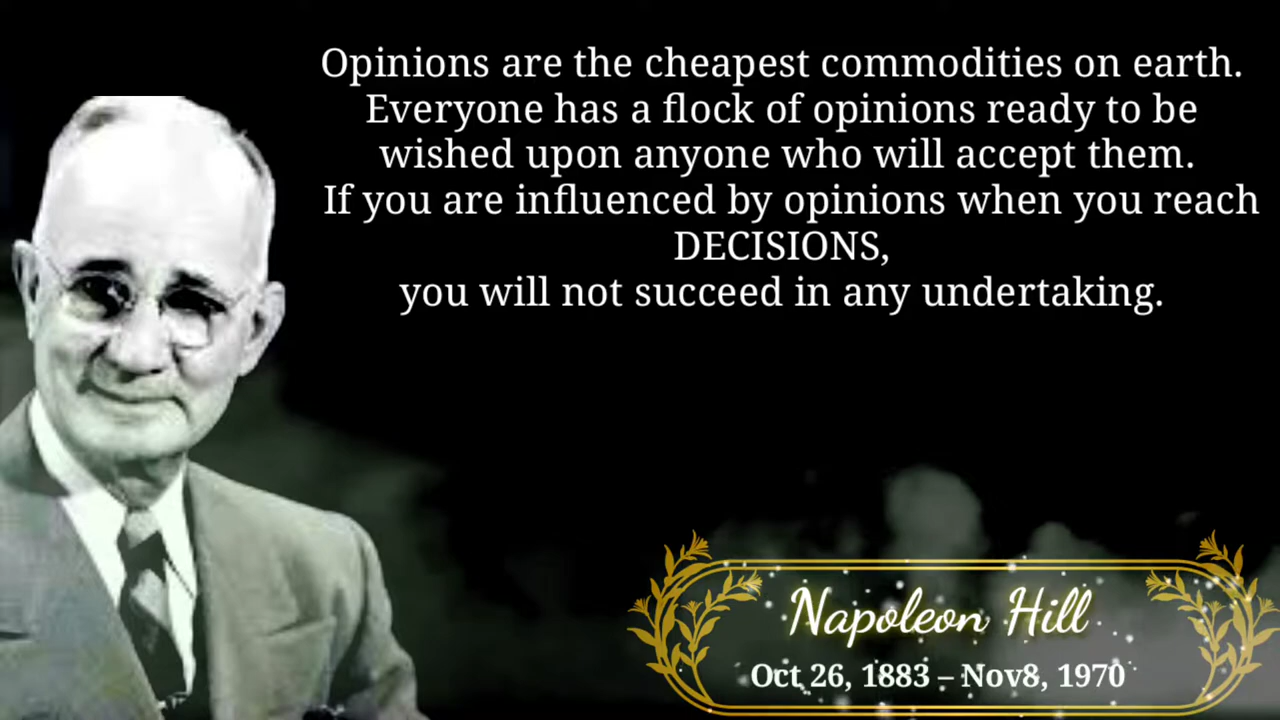 Opinions are the cheapest commodities on earth.
Everyone has a flock of opinions ready to be
wished upon anyone who will accept them.
If you are influenced by opinions when you reach
DECISIONS,
you will not succeed in any undertaking.
Napoleon Hill
Oct 26, 1883 – Nov8, 1970